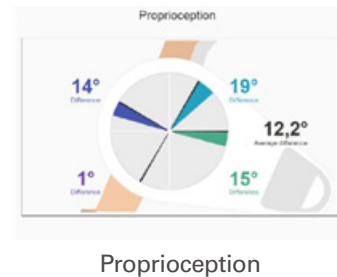 Proprioception
14°
Difference
19°
Difference
12,2°
Average difference
1°
Difference
15°
Difference
Proprioception